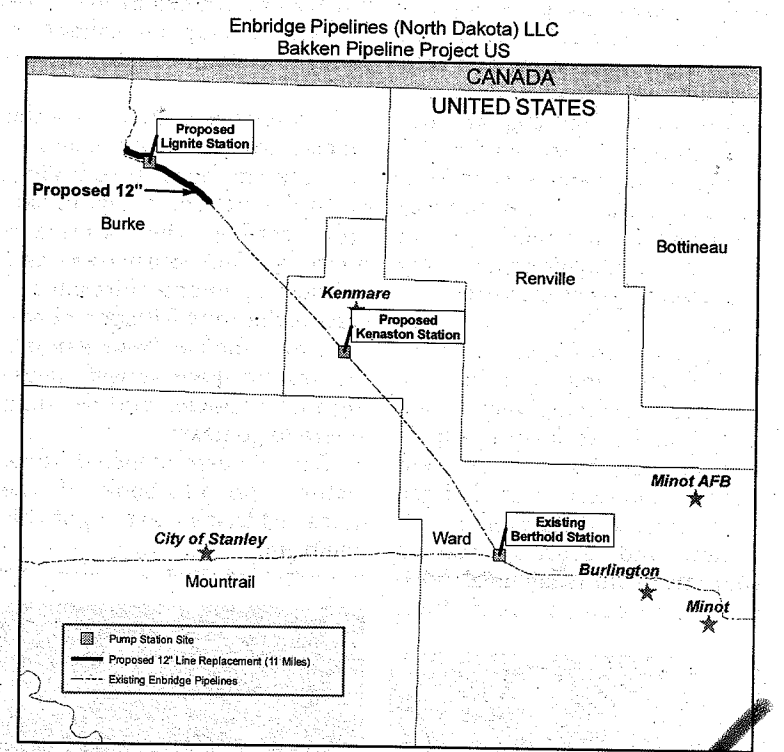 Enbridge Pipelines (North Dakota) LLC
Bakken Pipeline Project US
CANADA
UNITED STATES
Proposed
Lignite Station
Proposed 12"
Burke
Bottineau
Renville
Kenmare
Proposed
Kenaston Station
Minot AFB
Existing
Berthold Station
City of Stanley
Ward
Mountrail
Burlington
Minot
Pump Station Site
Proposed 12" Line Replacement (11 Miles)
Existing Enbridge Pipelines